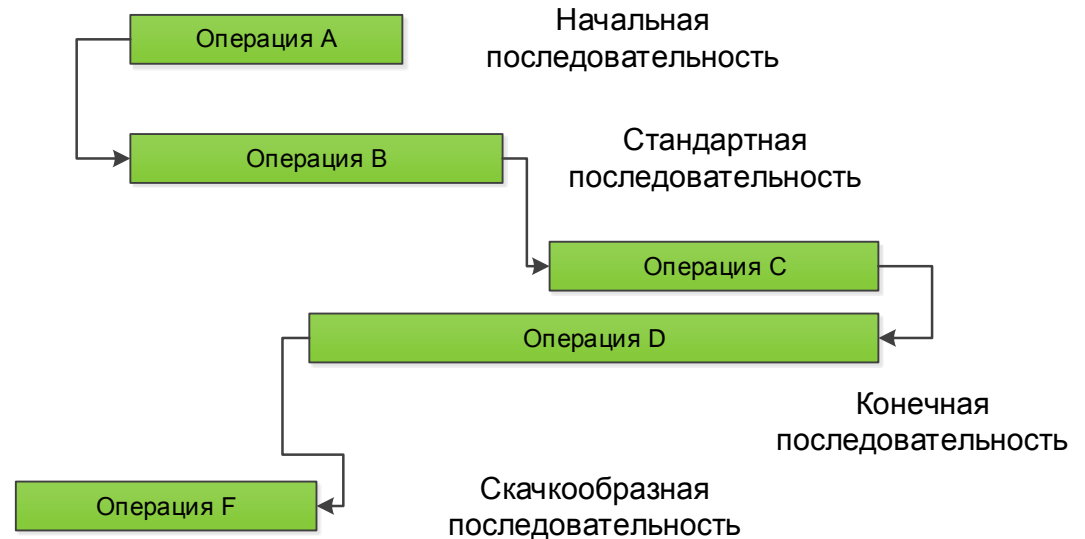 Начальная
последовательность
Операция A
Стандартная
последовательность
Операция B
Операция C
Операция D
Конечная
последовательность
Скачкообразная
последовательность
Операция F